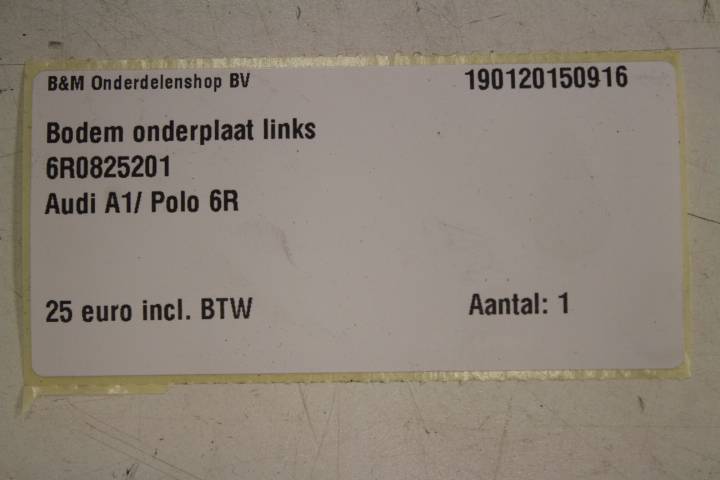 B&M Onderdelenshop BV 190120150916
Bodem onderplaat links
6R0825201
Audi A1/ Polo 6R
25 euro incl. BTW Aantal: 1